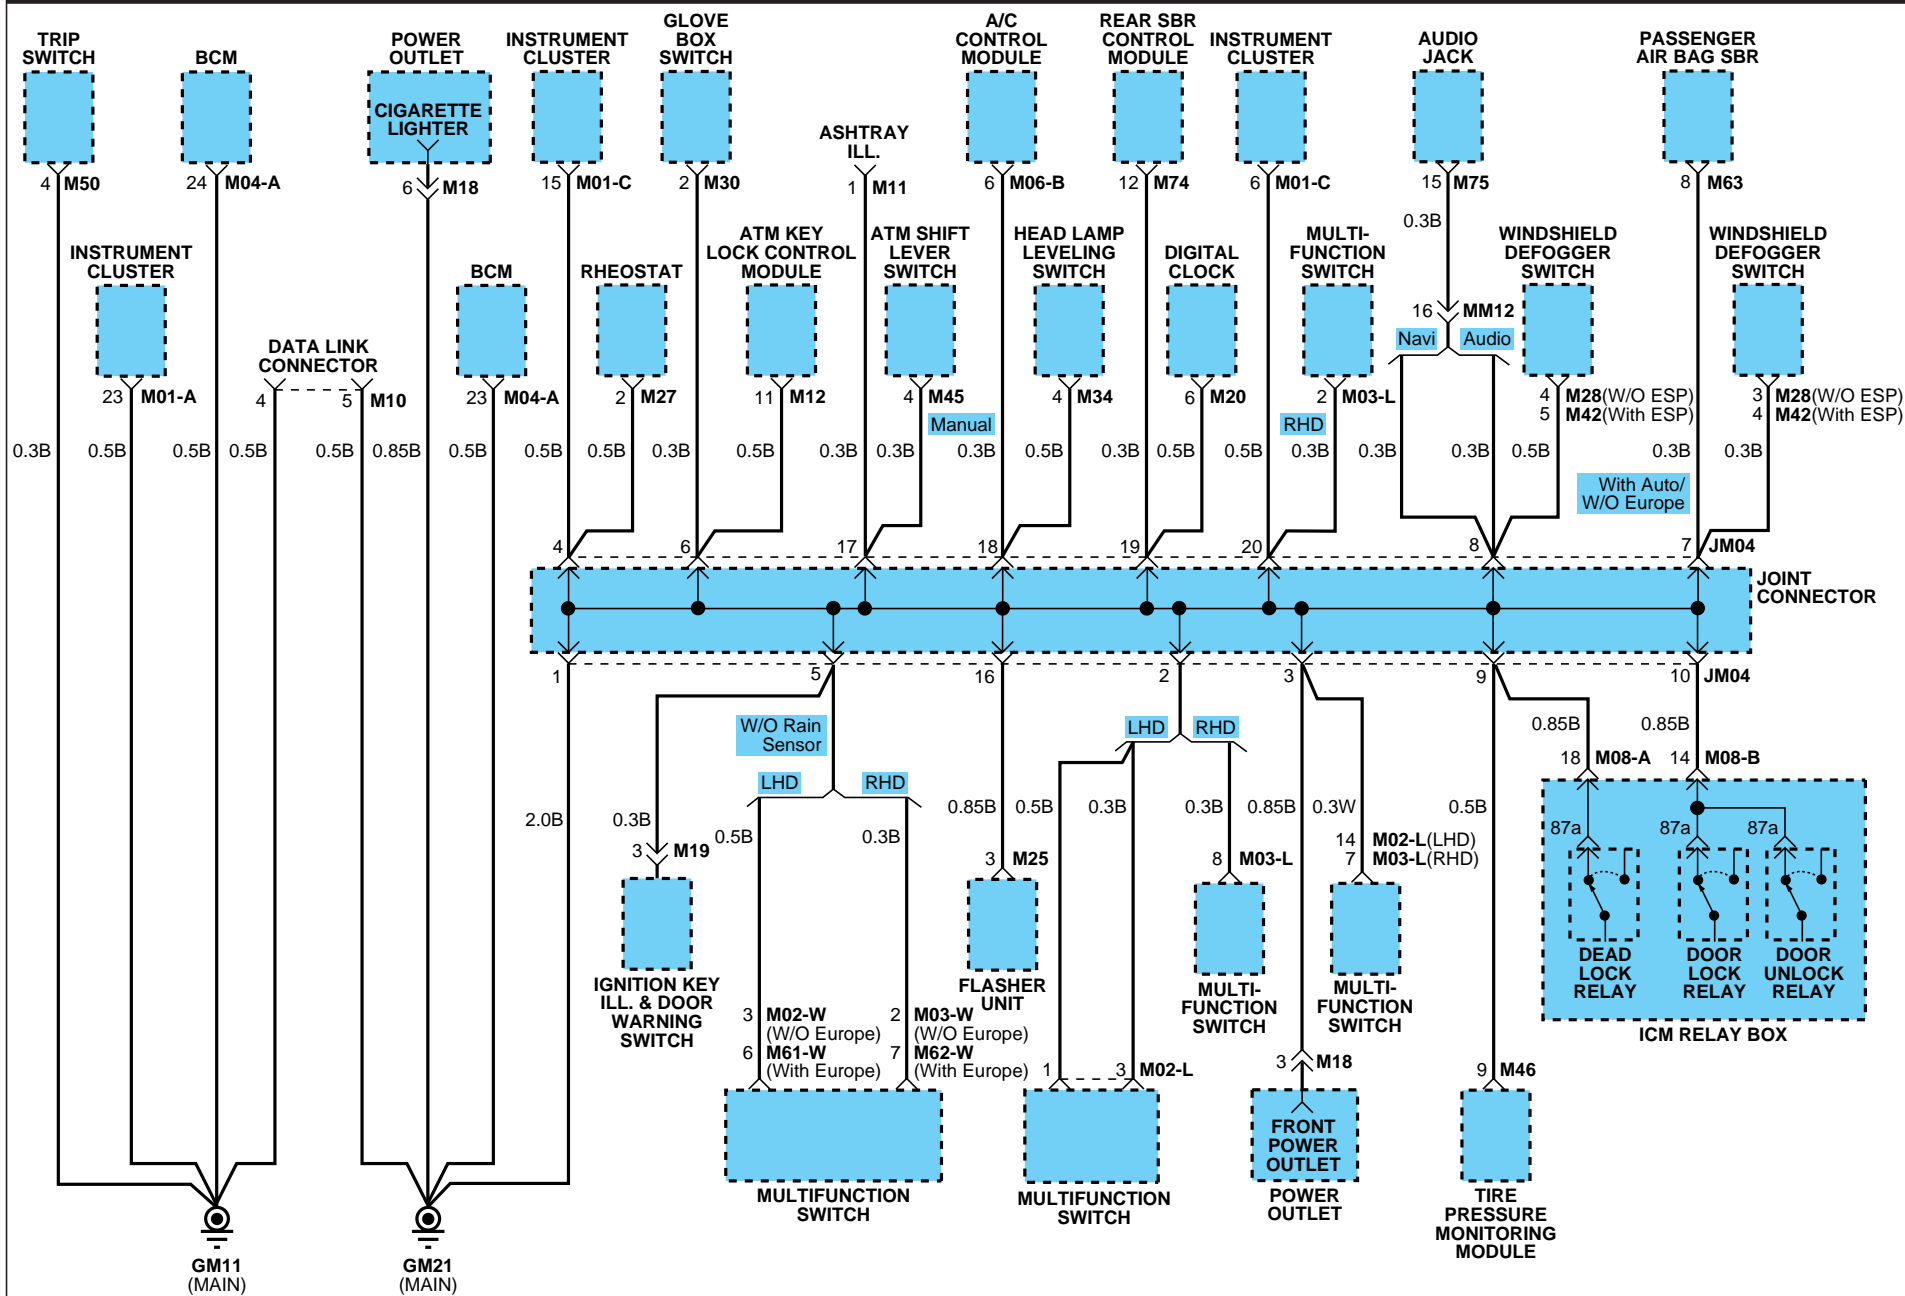 TRIP
SWITCH
BCM
POWER
OUTLET
CIGARETTE
LIGHTER
INSTRUMENT
CLUSTER
GLOVE
BOX
SWITCH
ASHTRAY
ILL.
A/C
CONTROL
MODULE
REAR SBR
CONTROL
MODULE
INSTRUMENT
CLUSTER
AUDIO
JACK
PASSENGER
AIR BAG SBR
4 M50
24 M04-A
6 M18
15 M01-C
2 M30
1 M11
6 M06-B
12 M74
6 M01-C
15 M75
8 M63
0.3B
INSTRUMENT
CLUSTER
DATA LINK
CONNECTOR
BCM
RHEOSTAT
ATM KEY
LOCK CONTROL
MODULE
ATM SHIFT
LEVER
SWITCH
HEAD LAMP
LEVELING
SWITCH
DIGITAL
CLOCK
MULTI-
FUNCTION
SWITCH
16 MM12
Navi
Audio
WINDSHIELD
DEFOGGER
SWITCH
WINDSHIELD
DEFOGGER
SWITCH
23 M01-A
4
5 M10
23 M04-A
2 M27
11 M12
4 M45
4 M34
6 M20
2 M03-L
4 M28(W/O ESP)
5 M42(With ESP)
3 M28(W/O ESP)
4 M42(With ESP)
Manual
RHD
0.3B 0.5B 0.5B 0.5B 0.5B 0.85B 0.5B 0.5B 0.5B 0.3B 0.5B 0.3B 0.3B 0.3B 0.5B 0.3B 0.5B 0.5B 0.3B 0.3B 0.3B 0.5B 0.3B 0.3B
With Auto/
W/O Europe
4 6 17 18 19 20 8 7 JM04
JOINT
CONNECTOR
1 5 16 2 3 9 10 JM04
W/O Rain
Sensor
LHD
RHD
LHD
RHD
0.85B
0.85B
18 M08-A
14 M08-B
2.0B
0.3B
0.5B
0.3B
0.85B
0.5B
0.3B
0.3B
0.85B
0.3W
0.5B
3 M19
3 M25
8 M03-L
14 M02-L(LHD)
7 M03-L(RHD)
87a
87a
87a
DEAD
LOCK
RELAY
DOOR
LOCK
RELAY
DOOR
UNLOCK
RELAY
ICM RELAY BOX
IGNITION KEY
ILL. & DOOR
WARNING
SWITCH
FLASHER
UNIT
MULTI-
FUNCTION
SWITCH
MULTI-
FUNCTION
SWITCH
3 M02-W
(W/O Europe)
6 M61-W
(With Europe)
2 M03-W
(W/O Europe)
7 M62-W
(With Europe)
1
3 M02-L
3 M18
9 M46
FRONT
POWER
OUTLET
MULTIFUNCTION
SWITCH
MULTIFUNCTION
SWITCH
POWER
OUTLET
TIRE
PRESSURE
MONITORING
MODULE
GM11
(MAIN)
GM21
(MAIN)